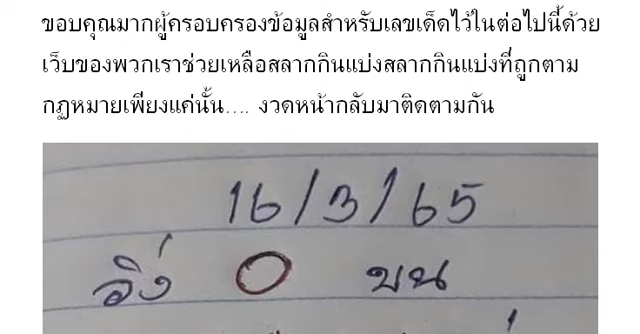 ขอบคุณมากผู้ครอบครองข้อมูลสำหรับเลขเด็ดไว้ในต่อไปนี้ด้วย
เว็บของพวกเราช่วยเหลือสลากกินแบ่งสลากกินแบ่งที่ถูกตาม
กฏหมายเพียงแค่นั้น…. งวดหน้ากลับมาติดตามกัน
16/3/65
วิ่ง 0 บน